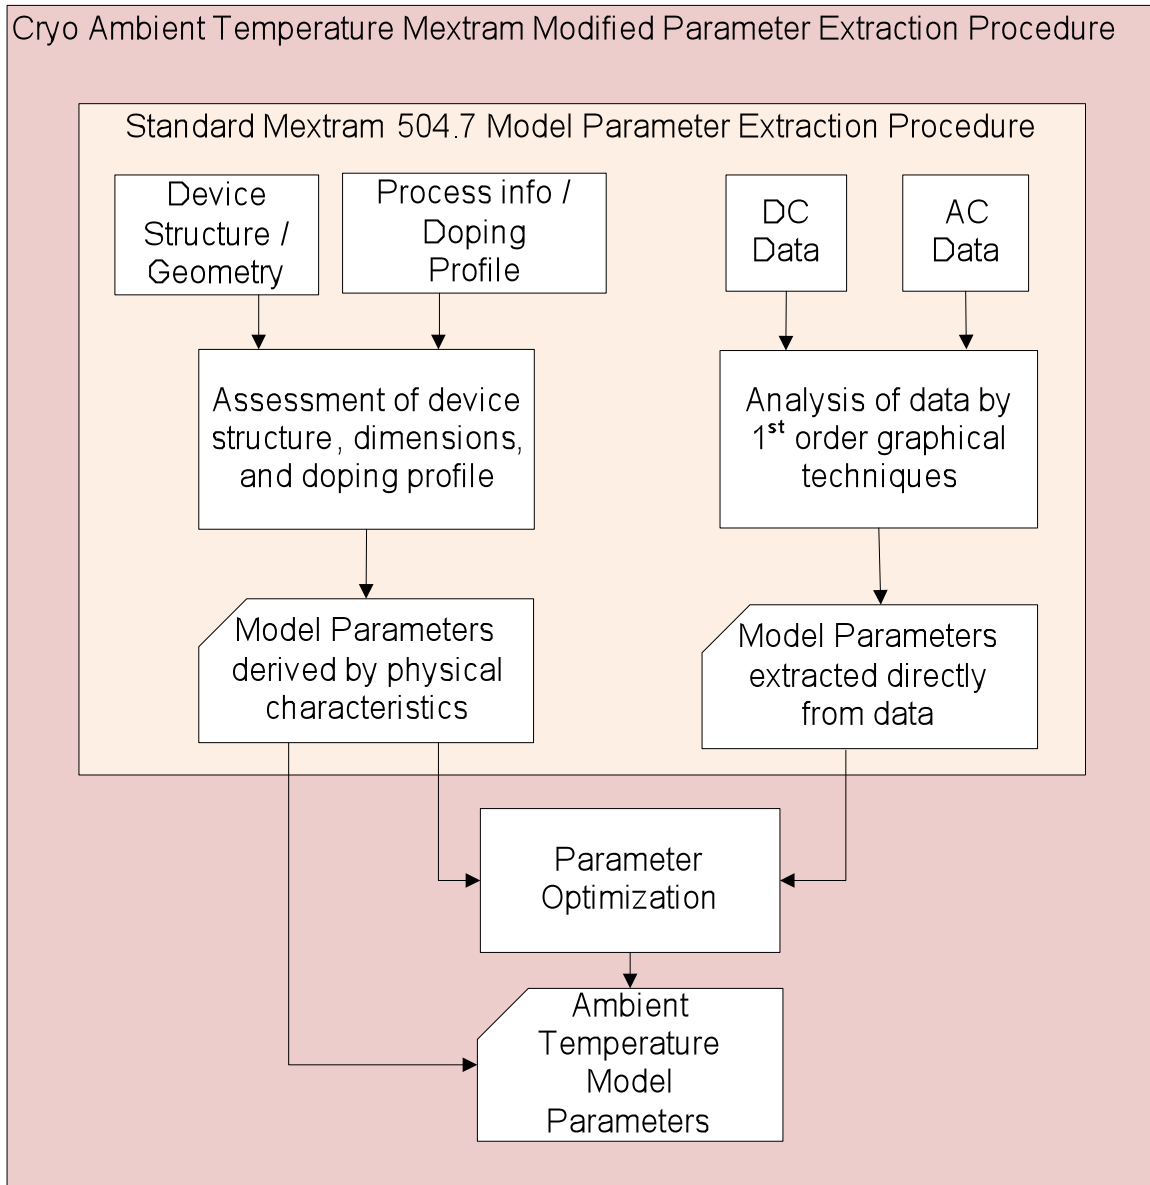 Cryo Ambient Temperature Mextram Modified Parameter Extraction Procedure
Standard Mextram 504.7 Model Parameter Extraction Procedure
Device
Structure /
Geometry
Process info /
Doping
Profile
DC
Data
AC
Data
Assessment of device
structure, dimensions,
and doping profile
Analysis of data by
1st order graphical
techniques
Model Parameters
derived by physical
characteristics
Model Parameters
extracted directly
from data
Parameter
Optimization
Ambient
Temperature
Model
Parameters